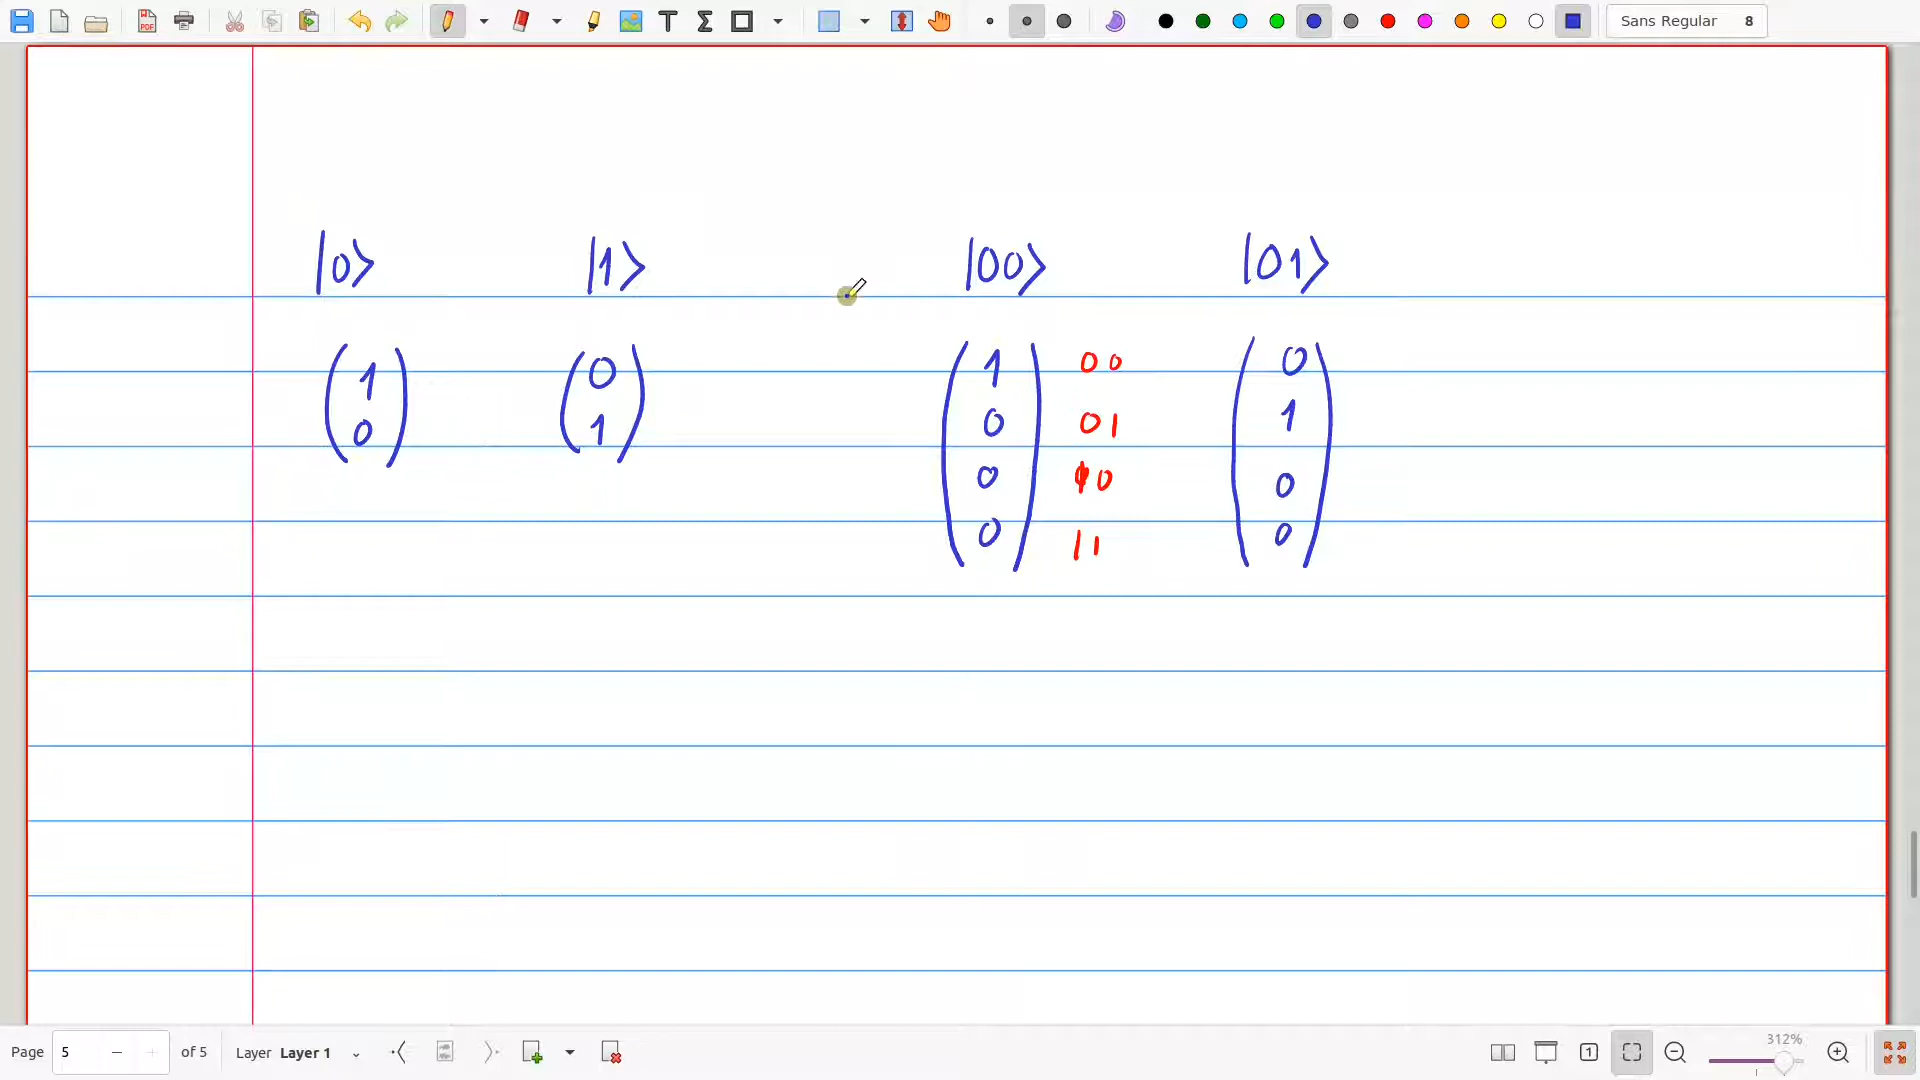 Sans Regular 8
|0⟩ |1⟩ |00⟩ |01⟩
1 0 1 00 0
0 1 0 01 1
0 10 0
0 11 0
Page 5 of 5 Layer Layer 1 1 312%